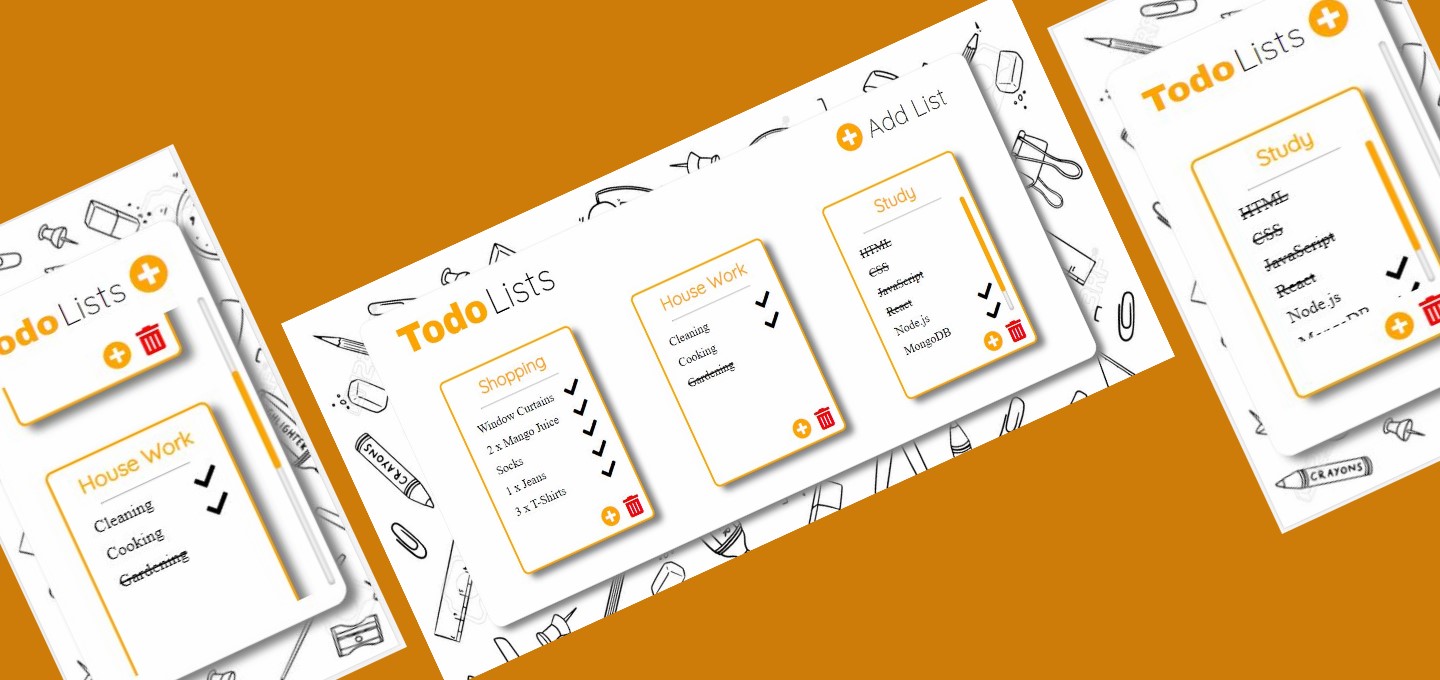 Todo Lists
House Work
Cleaning
Cooking
Gardening
Todo Lists
Add List
Shopping
Window Curtains
2 x Mango Juice
Socks
1 x Jeans
3 x T-Shirts
House Work
Cleaning
Cooking
Gardening
Study
HTML
CSS
JavaScript
React
Node.js
MongoDB
CRAYONS
Todo Lists
Study
HTML
CSS
JavaScript
React
Node.js
CRAYONS